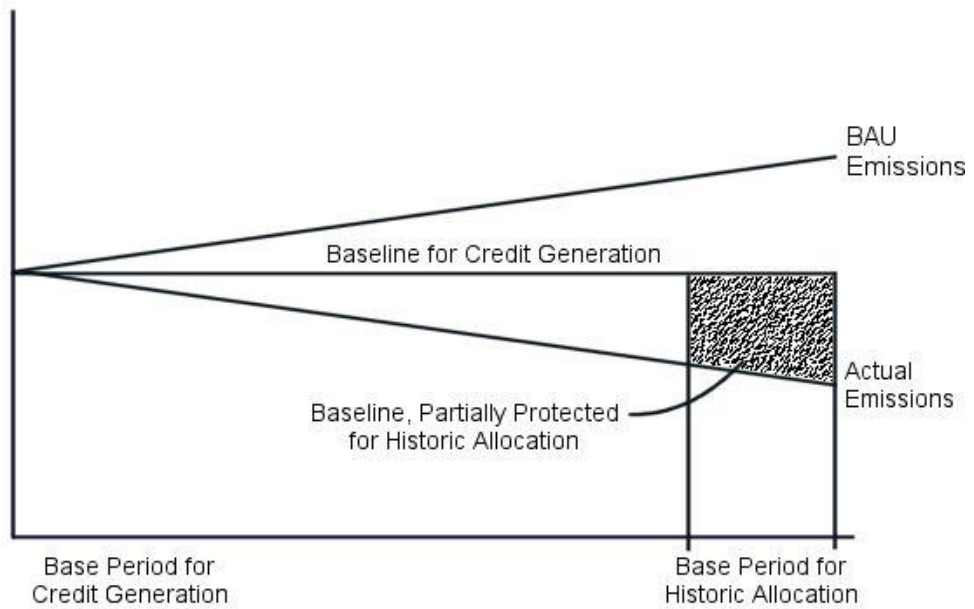 BAU
Emissions
Baseline for Credit Generation
Actual
Emissions
Baseline, Partially Protected
for Historic Allocation
Base Period for
Credit Generation
Base Period for
Historic Allocation